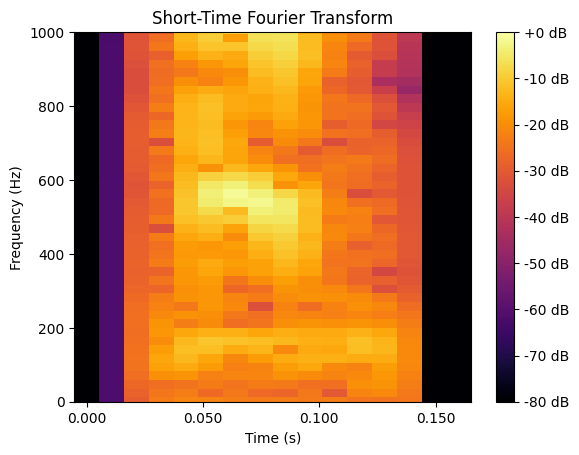 Short-Time Fourier Transform
Frequency (Hz)
1000
800
600
400
200
0
0.000
0.050
0.100
0.150
Time (s)
+0 dB
-10 dB
-20 dB
-30 dB
-40 dB
-50 dB
-60 dB
-70 dB
-80 dB